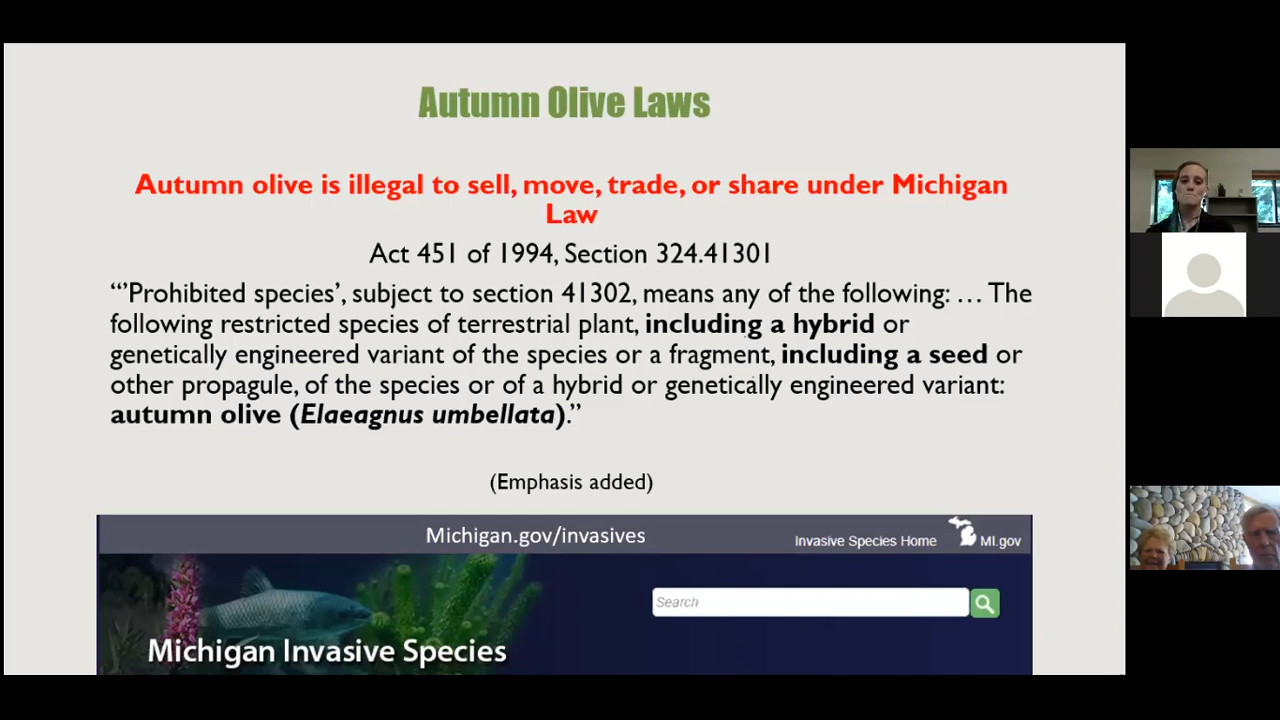 Autumn Olive Laws
Autumn olive is illegal to sell, move, trade, or share under Michigan
Law
Act 451 of 1994, Section 324.41301
“’Prohibited species’, subject to section 41302, means any of the following: … The
following restricted species of terrestrial plant, including a hybrid or
genetically engineered variant of the species or a fragment, including a seed or
other propagule, of the species or of a hybrid or genetically engineered variant:
autumn olive (Elaeagnus umbellata).”
(Emphasis added)
Michigan.gov/invasives
Invasive Species Home MI.gov
Search
Michigan Invasive Species